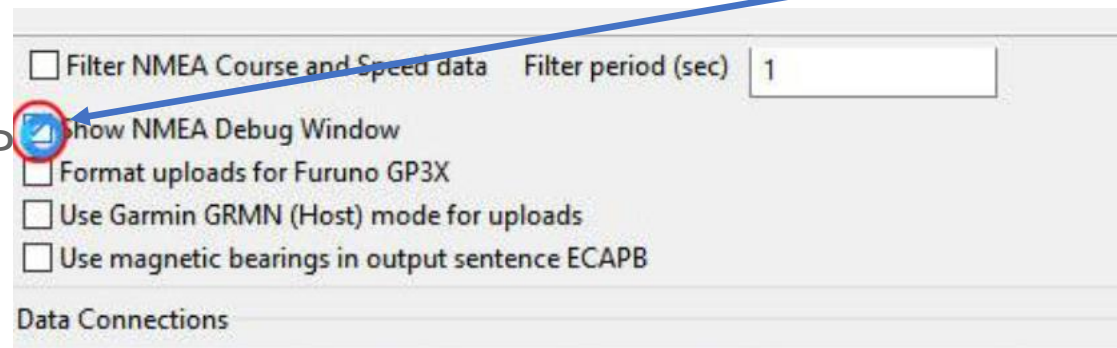 Filter NMEA Course and Speed data Filter period (sec) 1
Show NMEA Debug Window
Format uploads for Furuno GP3X
Use Garmin GRMN (Host) mode for uploads
Use magnetic bearings in output sentence ECAPB
Data Connections